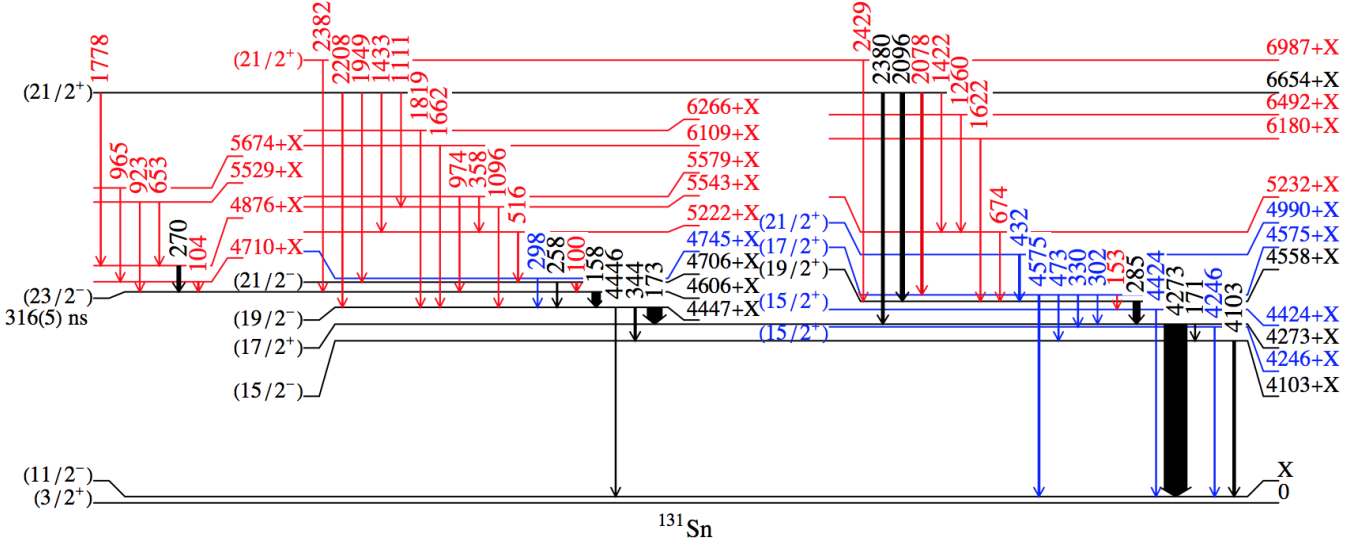 1778
2382
2208
1949
1433
1111
1819
1662
2429
2380
2096
2078
1422
1260
1622
(21/2⁺)
6987+X
(21/2⁺)
6654+X
6266+X
6492+X
6109+X
6180+X
965
923
653
5674+X
5529+X
974
358
1096
516
5579+X
5543+X
674
5232+X
270
104
4876+X
5222+X
(21/2⁺)
432
4990+X
4710+X
298
258
100
158
4446
344
173
4745+X
(17/2⁺)
4575
473
330
302
153
285
4424
4273
171
4246
4103
4575+X
(21/2⁻)
4706+X
(19/2⁺)
4558+X
(23/2⁻)
4606+X
316(5) ns
(19/2⁻)
4447+X
(15/2⁺)
4424+X
(17/2⁺)
(15/2⁺)
4273+X
4246+X
(15/2⁻)
4103+X
(11/2⁻)
X
(3/2⁺)
0
¹³¹Sn